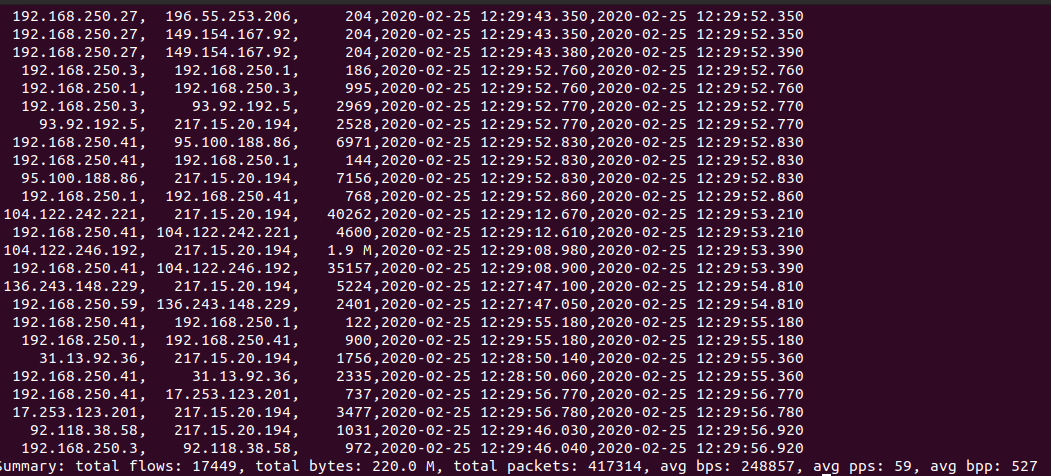 192.168.250.27, 196.55.253.206, 204,2020-02-25 12:29:43.350,2020-02-25 12:29:52.350
192.168.250.27, 149.154.167.92, 204,2020-02-25 12:29:43.350,2020-02-25 12:29:52.350
192.168.250.27, 149.154.167.92, 204,2020-02-25 12:29:43.380,2020-02-25 12:29:52.390
192.168.250.3, 192.168.250.1, 186,2020-02-25 12:29:52.760,2020-02-25 12:29:52.760
192.168.250.1, 192.168.250.3, 995,2020-02-25 12:29:52.760,2020-02-25 12:29:52.760
192.168.250.3, 93.92.192.5, 2969,2020-02-25 12:29:52.770,2020-02-25 12:29:52.770
93.92.192.5, 217.15.20.194, 2528,2020-02-25 12:29:52.770,2020-02-25 12:29:52.770
192.168.250.41, 95.100.188.86, 6971,2020-02-25 12:29:52.830,2020-02-25 12:29:52.830
192.168.250.41, 192.168.250.1, 144,2020-02-25 12:29:52.830,2020-02-25 12:29:52.830
95.100.188.86, 217.15.20.194, 7156,2020-02-25 12:29:52.830,2020-02-25 12:29:52.830
192.168.250.1, 192.168.250.41, 768,2020-02-25 12:29:52.860,2020-02-25 12:29:52.860
104.122.242.221, 217.15.20.194, 40262,2020-02-25 12:29:12.670,2020-02-25 12:29:53.210
192.168.250.41, 104.122.242.221, 4600,2020-02-25 12:29:12.610,2020-02-25 12:29:53.210
104.122.246.192, 217.15.20.194, 1.9 M,2020-02-25 12:29:08.980,2020-02-25 12:29:53.390
192.168.250.41, 104.122.246.192, 35157,2020-02-25 12:29:08.900,2020-02-25 12:29:53.390
136.243.148.229, 217.15.20.194, 5224,2020-02-25 12:27:47.100,2020-02-25 12:29:54.810
192.168.250.59, 136.243.148.229, 2401,2020-02-25 12:27:47.050,2020-02-25 12:29:54.810
192.168.250.41, 192.168.250.1, 122,2020-02-25 12:29:55.180,2020-02-25 12:29:55.180
192.168.250.1, 192.168.250.41, 900,2020-02-25 12:29:55.180,2020-02-25 12:29:55.180
31.13.92.36, 217.15.20.194, 1756,2020-02-25 12:28:50.140,2020-02-25 12:29:55.360
192.168.250.41, 31.13.92.36, 2335,2020-02-25 12:28:50.060,2020-02-25 12:29:55.360
192.168.250.41, 17.253.123.201, 737,2020-02-25 12:29:56.770,2020-02-25 12:29:56.770
17.253.123.201, 217.15.20.194, 3477,2020-02-25 12:29:56.780,2020-02-25 12:29:56.780
92.118.38.58, 217.15.20.194, 1031,2020-02-25 12:29:46.030,2020-02-25 12:29:56.920
192.168.250.3, 92.118.38.58, 972,2020-02-25 12:29:46.040,2020-02-25 12:29:56.920
Summary: total flows: 17449, total bytes: 220.0 M, total packets: 417314, avg bps: 248857, avg pps: 59, avg bpp: 527